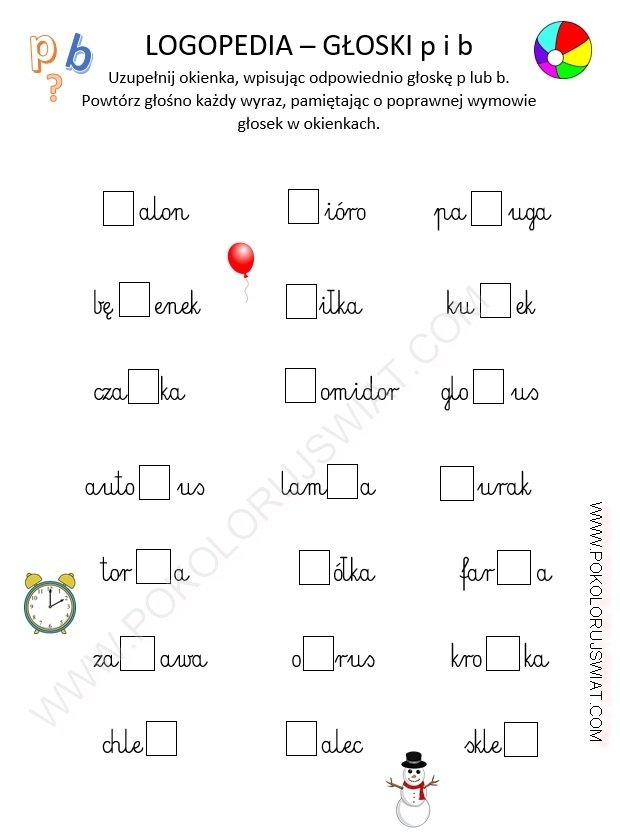 p b
?
LOGOPEDIA – GŁOSKI p i b
Uzupełnij okienka, wpisując odpowiednio głoskę p lub b.
Powtórz głośno każdy wyraz, pamiętając o poprawnej wymowie
głosek w okienkach.
□ alon □ ióro pa □ uga
bę □ enek □ iłka ku □ ek
cza □ ka □ omidor glo □ us
auto □ us lam □ a □ urak
tor □ a □ ółka far □ a
za □ awa o □ rus kro □ ka
chle □ □ alec skle □
WWW.POKOLORUJSWIAT.COM
WWW.POKOLORUJSWIAT.COM